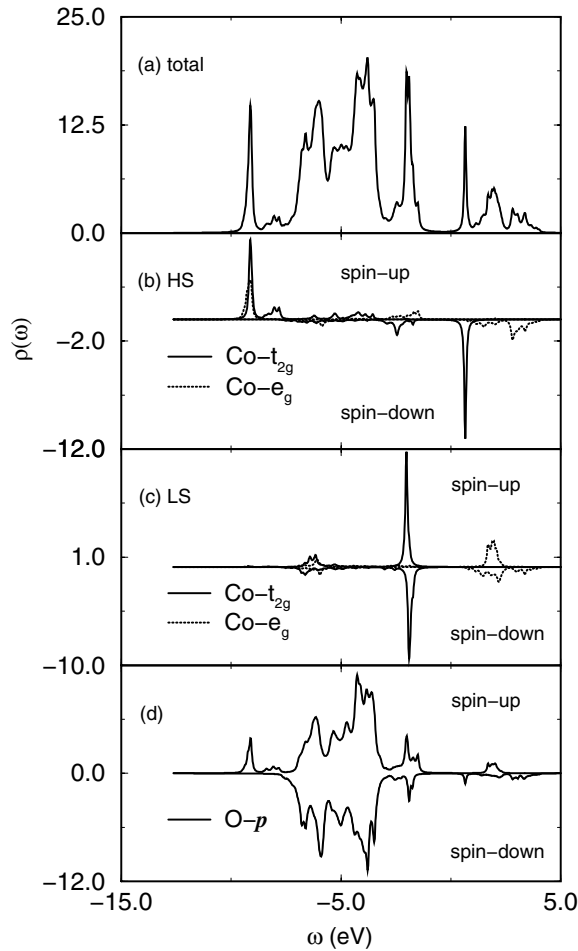 25.0
(a) total
12.5
0.0
(b) HS
spin−up
−2.0
Co−t2g
Co−eg
spin−down
−12.0
(c) LS
spin−up
1.0
Co−t2g
Co−eg
spin−down
−10.0
(d)
spin−up
0.0
O−p
spin−down
−12.0
−15.0 −5.0 5.0
ω (eV)
ρ(ω)